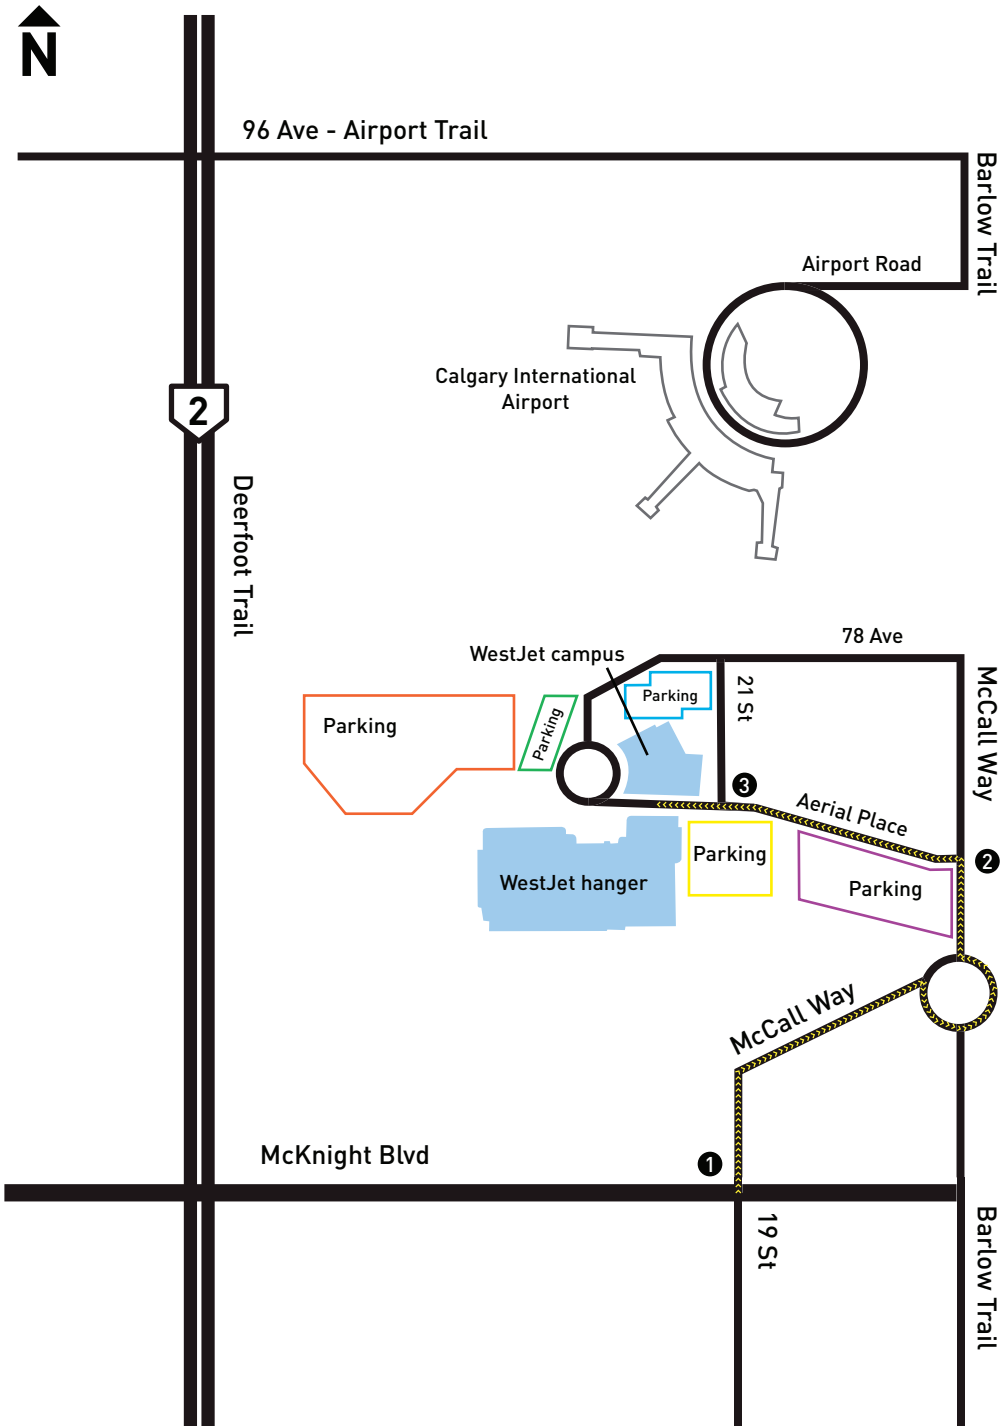 N
96 Ave - Airport Trail
Barlow Trail
Airport Road
Calgary International
Airport
2
Deerfoot Trail
78 Ave
WestJet campus
McCall Way
21 St
Parking
Parking
Parking
3
Aerial Place
2
Parking
Parking
WestJet hanger
McCall Way
McKnight Blvd
1
19 St
Barlow Trail